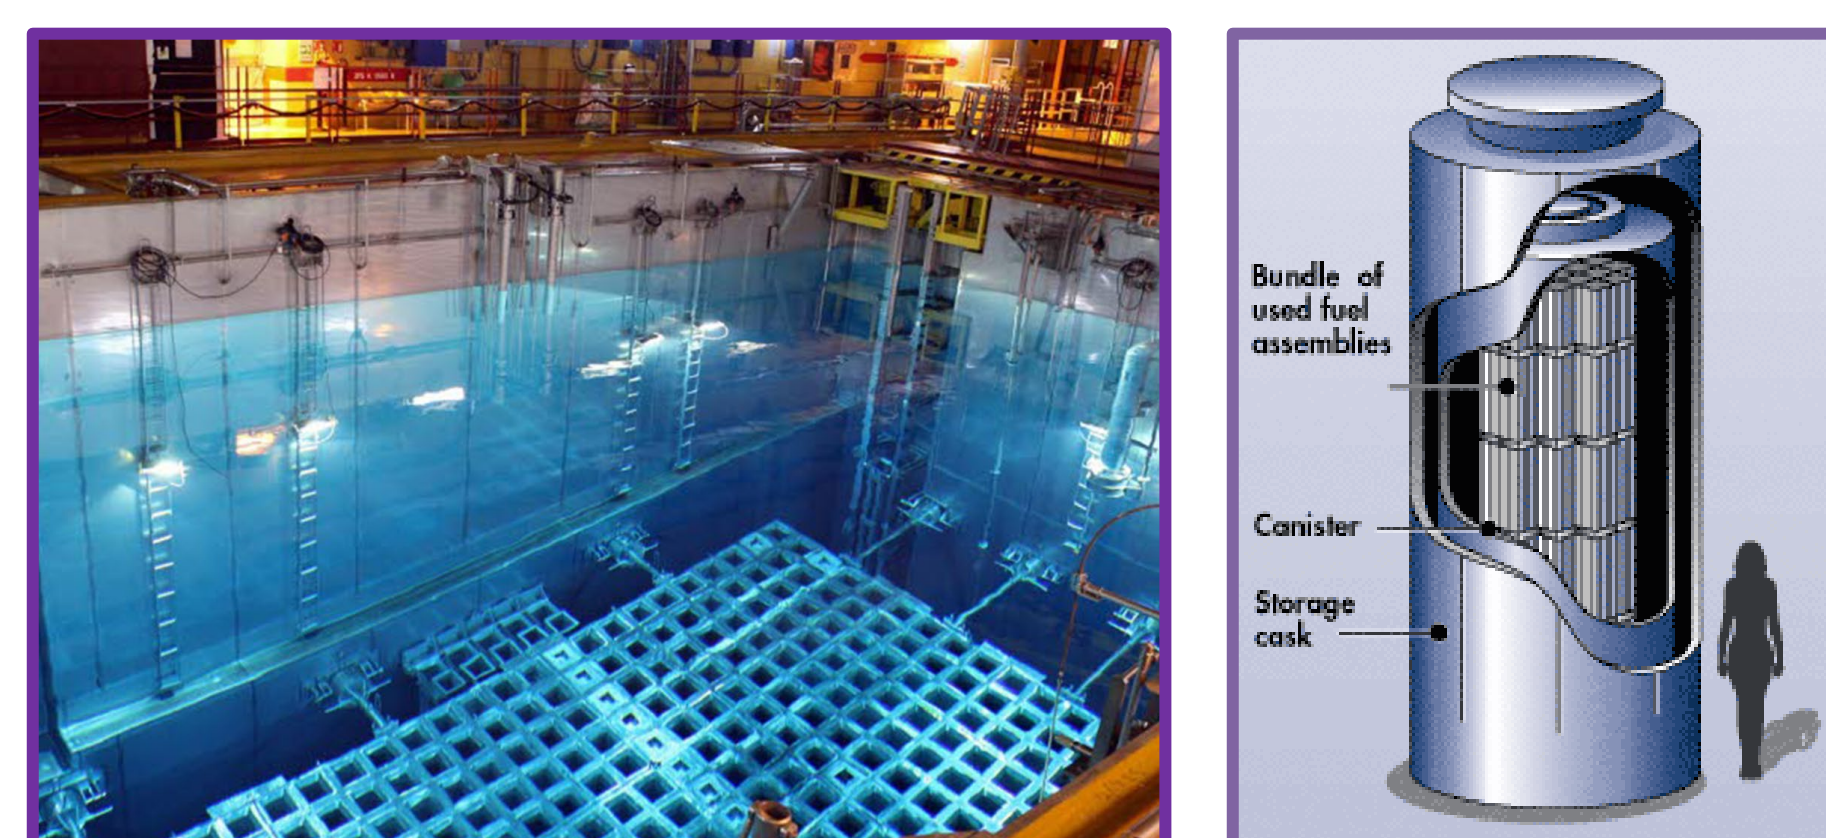 Bundle of
used fuel
assemblies
Canister
Storage
cask